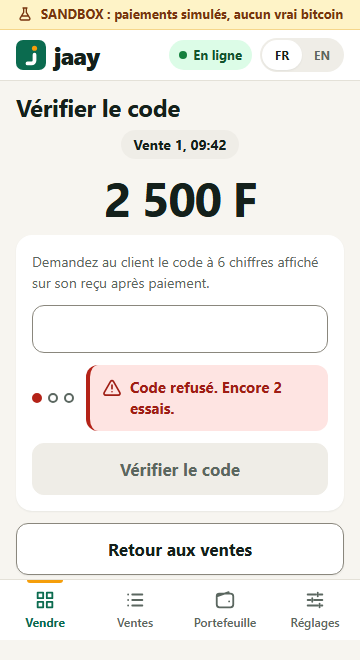 SANDBOX : paiements simulés, aucun vrai bitcoin
jaay
En ligne
FR
EN
Vérifier le code
Vente 1, 09:42
2 500 F
Demandez au client le code à 6 chiffres affiché
sur son reçu après paiement.
Code refusé. Encore 2
essais.
Vérifier le code
Retour aux ventes
Vendre
Ventes
Portefeuille
Réglages